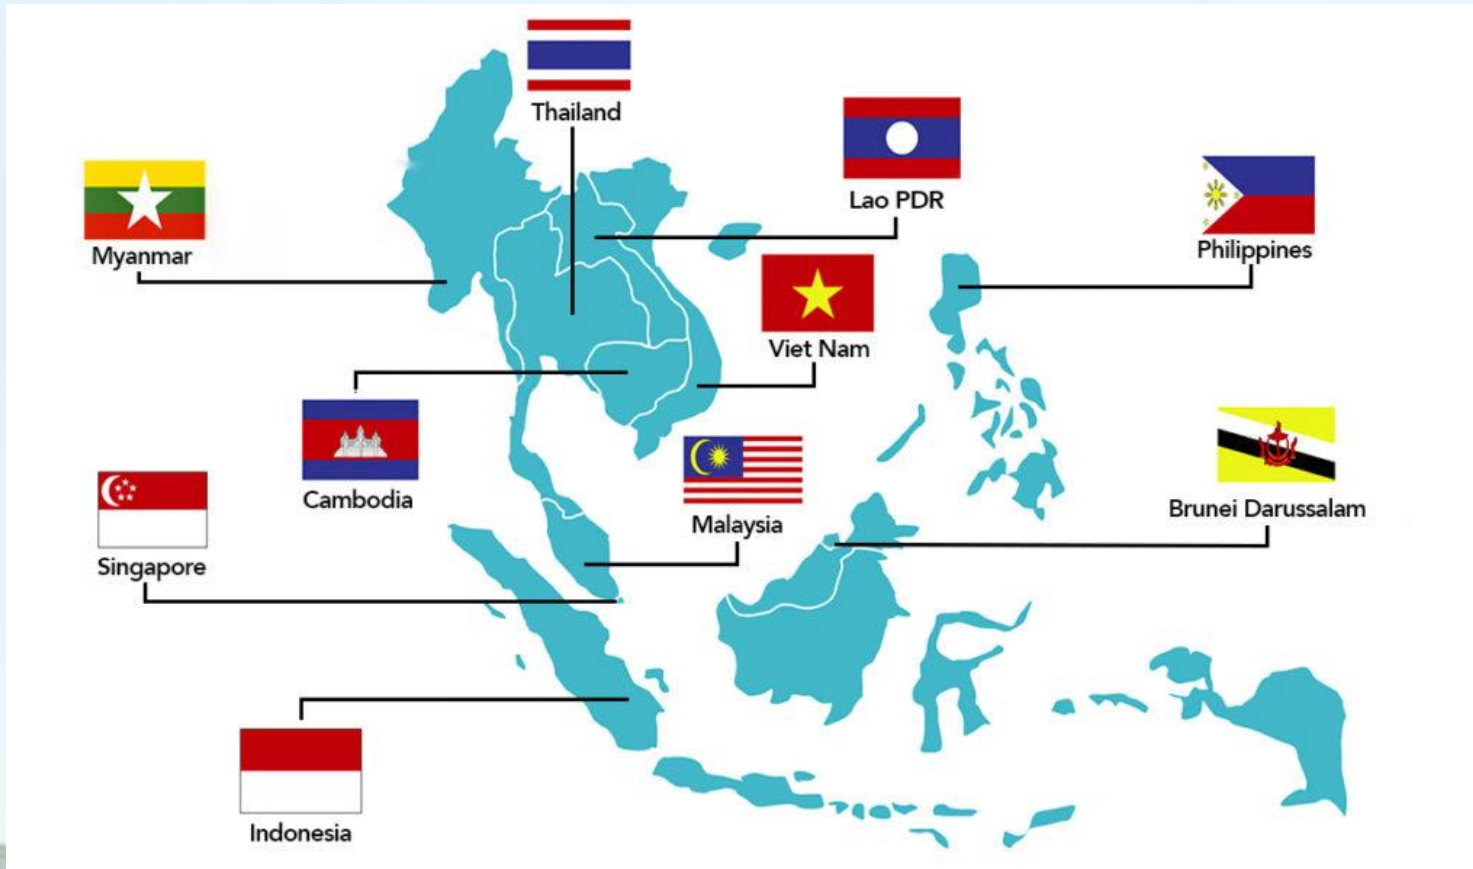 Thailand
Lao PDR
Philippines
Myanmar
Viet Nam
Cambodia
Malaysia
Brunei Darussalam
Singapore
Indonesia